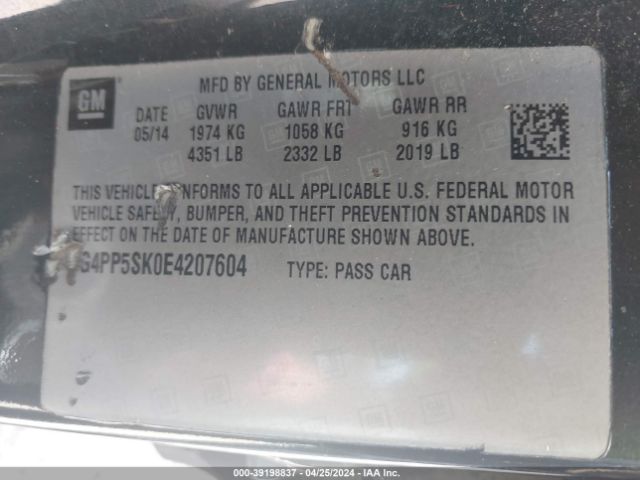 GM
MFD BY GENERAL MOTORS LLC
DATE GVWR GAWR FRT GAWR RR
05/14 1974 KG 1058 KG 916 KG
4351 LB 2332 LB 2019 LB
THIS VEHICLE CONFORMS TO ALL APPLICABLE U.S. FEDERAL MOTOR
VEHICLE SAFETY, BUMPER, AND THEFT PREVENTION STANDARDS IN
EFFECT ON THE DATE OF MANUFACTURE SHOWN ABOVE.
G4PP5SK0E4207604 TYPE: PASS CAR
000-39198837 - 04/25/2024 - IAA Inc.